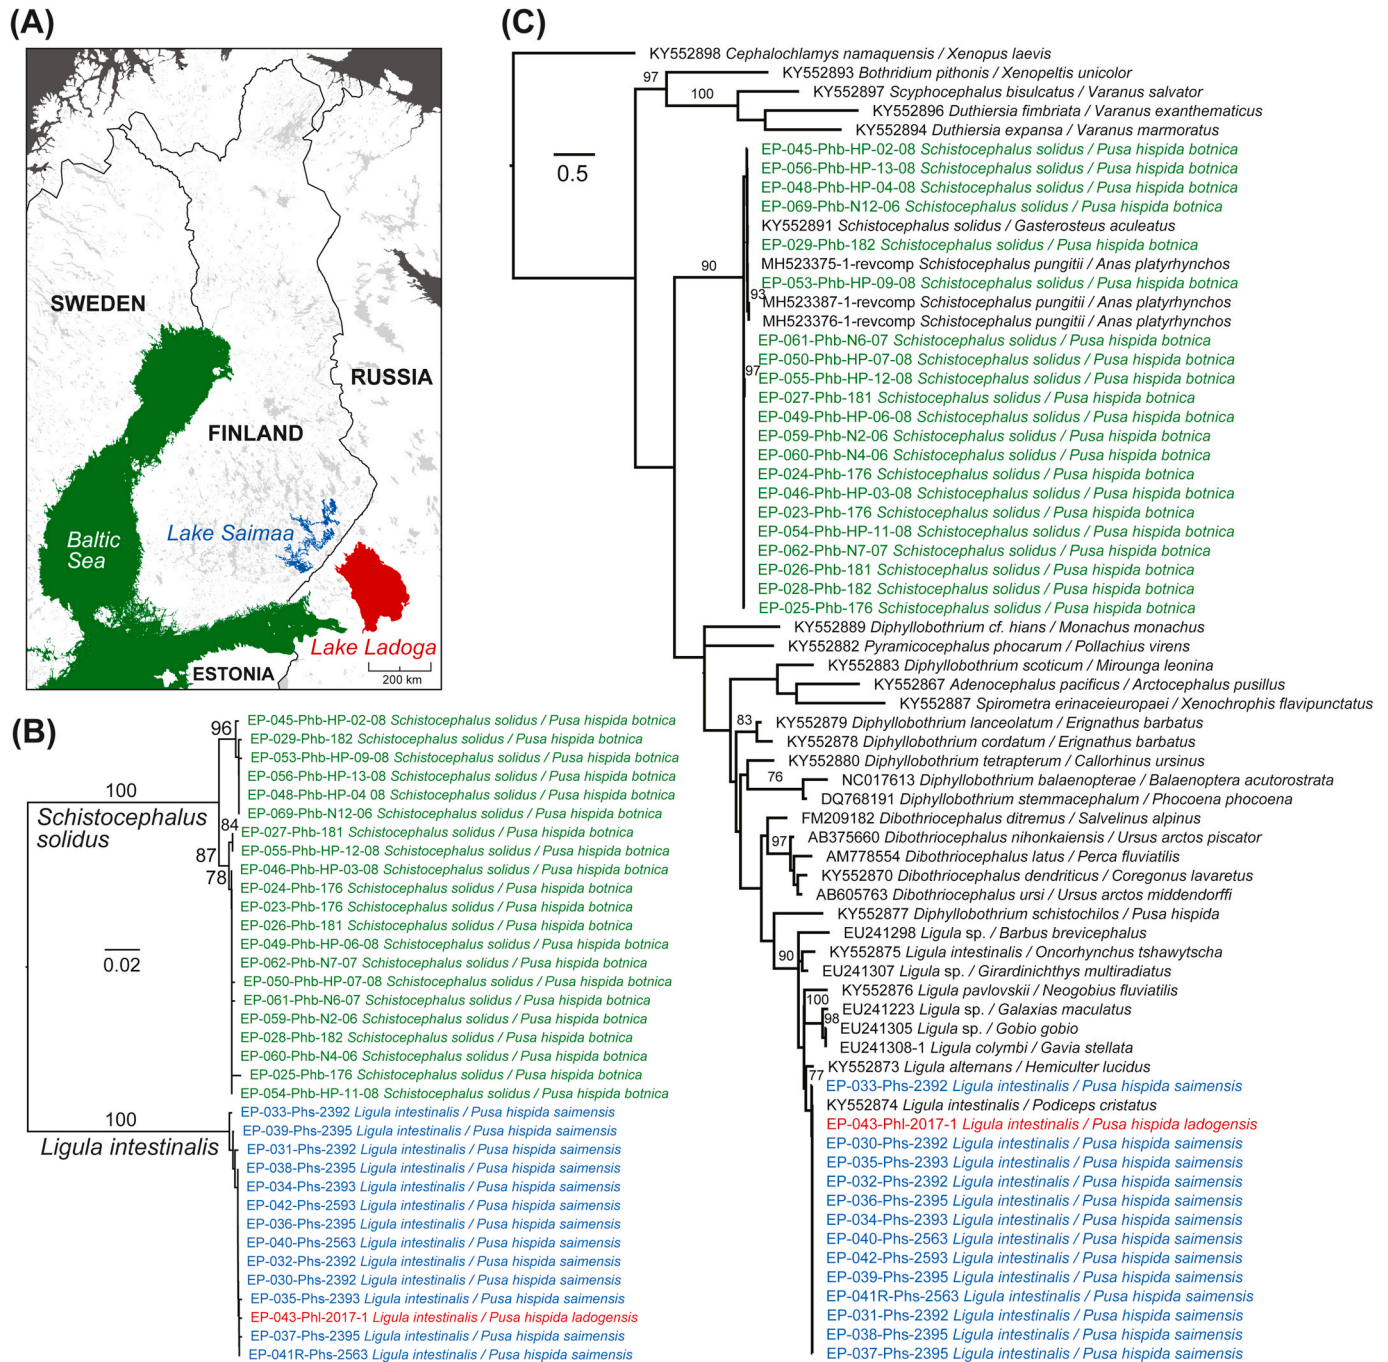 (A)
SWEDEN
RUSSIA
FINLAND
Baltic
Sea
Lake Saimaa
Lake Ladoga
ESTONIA
200 km
(B)
EP-045-Phb-HP-02-08 Schistocephalus solidus / Pusa hispida botnica
96
EP-029-Phb-182 Schistocephalus solidus / Pusa hispida botnica
EP-053-Phb-HP-09-08 Schistocephalus solidus / Pusa hispida botnica
EP-056-Phb-HP-13-08 Schistocephalus solidus / Pusa hispida botnica
100
EP-048-Phb-HP-04 08 Schistocephalus solidus / Pusa hispida botnica
Schistocephalus
solidus
EP-069-Phb-N12-06 Schistocephalus solidus / Pusa hispida botnica
84
EP-027-Phb-181 Schistocephalus solidus / Pusa hispida botnica
87
EP-055-Phb-HP-12-08 Schistocephalus solidus / Pusa hispida botnica
EP-046-Phb-HP-03-08 Schistocephalus solidus / Pusa hispida botnica
78
EP-024-Phb-176 Schistocephalus solidus / Pusa hispida botnica
EP-023-Phb-176 Schistocephalus solidus / Pusa hispida botnica
EP-026-Phb-181 Schistocephalus solidus / Pusa hispida botnica
EP-049-Phb-HP-06-08 Schistocephalus solidus / Pusa hispida botnica
0.02
EP-062-Phb-N7-07 Schistocephalus solidus / Pusa hispida botnica
EP-050-Phb-HP-07-08 Schistocephalus solidus / Pusa hispida botnica
EP-061-Phb-N6-07 Schistocephalus solidus / Pusa hispida botnica
EP-059-Phb-N2-06 Schistocephalus solidus / Pusa hispida botnica
EP-028-Phb-182 Schistocephalus solidus / Pusa hispida botnica
EP-060-Phb-N4-06 Schistocephalus solidus / Pusa hispida botnica
EP-025-Phb-176 Schistocephalus solidus / Pusa hispida botnica
EP-054-Phb-HP-11-08 Schistocephalus solidus / Pusa hispida botnica
100
Ligula intestinalis
EP-033-Phs-2392 Ligula intestinalis / Pusa hispida saimensis
EP-039-Phs-2395 Ligula intestinalis / Pusa hispida saimensis
EP-031-Phs-2392 Ligula intestinalis / Pusa hispida saimensis
EP-038-Phs-2395 Ligula intestinalis / Pusa hispida saimensis
EP-034-Phs-2393 Ligula intestinalis / Pusa hispida saimensis
EP-042-Phs-2593 Ligula intestinalis / Pusa hispida saimensis
EP-036-Phs-2395 Ligula intestinalis / Pusa hispida saimensis
EP-040-Phs-2563 Ligula intestinalis / Pusa hispida saimensis
EP-032-Phs-2392 Ligula intestinalis / Pusa hispida saimensis
EP-030-Phs-2392 Ligula intestinalis / Pusa hispida saimensis
EP-035-Phs-2393 Ligula intestinalis / Pusa hispida saimensis
EP-043-Phl-2017-1 Ligula intestinalis / Pusa hispida ladogensis
EP-037-Phs-2395 Ligula intestinalis / Pusa hispida saimensis
EP-041R-Phs-2563 Ligula intestinalis / Pusa hispida saimensis
(C)
KY552898 Cephalochlamys namaquensis / Xenopus laevis
97
KY552893 Bothridium pithonis / Xenopeltis unicolor
100
KY552897 Scyphocephalus bisulcatus / Varanus salvator
KY552896 Duthiersia fimbriata / Varanus exanthematicus
KY552894 Duthiersia expansa / Varanus marmoratus
0.5
EP-045-Phb-HP-02-08 Schistocephalus solidus / Pusa hispida botnica
EP-056-Phb-HP-13-08 Schistocephalus solidus / Pusa hispida botnica
EP-048-Phb-HP-04-08 Schistocephalus solidus / Pusa hispida botnica
EP-069-Phb-N12-06 Schistocephalus solidus / Pusa hispida botnica
KY552891 Schistocephalus solidus / Gasterosteus aculeatus
EP-029-Phb-182 Schistocephalus solidus / Pusa hispida botnica
90
MH523375-1-revcomp Schistocephalus pungitii / Anas platyrhynchos
EP-053-Phb-HP-09-08 Schistocephalus solidus / Pusa hispida botnica
93
MH523387-1-revcomp Schistocephalus pungitii / Anas platyrhynchos
MH523376-1-revcomp Schistocephalus pungitii / Anas platyrhynchos
EP-061-Phb-N6-07 Schistocephalus solidus / Pusa hispida botnica
EP-050-Phb-HP-07-08 Schistocephalus solidus / Pusa hispida botnica
97
EP-055-Phb-HP-12-08 Schistocephalus solidus / Pusa hispida botnica
EP-027-Phb-181 Schistocephalus solidus / Pusa hispida botnica
EP-049-Phb-HP-06-08 Schistocephalus solidus / Pusa hispida botnica
EP-059-Phb-N2-06 Schistocephalus solidus / Pusa hispida botnica
EP-060-Phb-N4-06 Schistocephalus solidus / Pusa hispida botnica
EP-024-Phb-176 Schistocephalus solidus / Pusa hispida botnica
EP-046-Phb-HP-03-08 Schistocephalus solidus / Pusa hispida botnica
EP-023-Phb-176 Schistocephalus solidus / Pusa hispida botnica
EP-054-Phb-HP-11-08 Schistocephalus solidus / Pusa hispida botnica
EP-062-Phb-N7-07 Schistocephalus solidus / Pusa hispida botnica
EP-026-Phb-181 Schistocephalus solidus / Pusa hispida botnica
EP-028-Phb-182 Schistocephalus solidus / Pusa hispida botnica
EP-025-Phb-176 Schistocephalus solidus / Pusa hispida botnica
KY552889 Diphyllobothrium cf. hians / Monachus monachus
KY552882 Pyramicocephalus phocarum / Pollachius virens
KY552883 Diphyllobothrium scoticum / Mirounga leonina
KY552867 Adenocephalus pacificus / Arctocephalus pusillus
KY552887 Spirometra erinaceieuropaei / Xenochrophis flavipunctatus
83
KY552879 Diphyllobothrium lanceolatum / Erignathus barbatus
KY552878 Diphyllobothrium cordatum / Erignathus barbatus
KY552880 Diphyllobothrium tetrapterum / Callorhinus ursinus
76
NC017613 Diphyllobothrium balaenopterae / Balaenoptera acutorostrata
DQ768191 Diphyllobothrium stemmacephalum / Phocoena phocoena
FM209182 Dibothriocephalus ditremus / Salvelinus alpinus
AB375660 Dibothriocephalus nihonkaiensis / Ursus arctos piscator
97
AM778554 Dibothriocephalus latus / Perca fluviatilis
KY552870 Dibothriocephalus dendriticus / Coregonus lavaretus
AB605763 Dibothriocephalus ursi / Ursus arctos middendorffi
KY552877 Diphyllobothrium schistochilos / Pusa hispida
EU241298 Ligula sp. / Barbus brevicephalus
90
KY552875 Ligula intestinalis / Oncorhynchus tshawytscha
EU241307 Ligula sp. / Girardinichthys multiradiatus
KY552876 Ligula pavlovskii / Neogobius fluviatilis
100
EU241223 Ligula sp. / Galaxias maculatus
98
EU241305 Ligula sp. / Gobio gobio
EU241308-1 Ligula colymbi / Gavia stellata
KY552873 Ligula alternans / Hemiculter lucidus
77
EP-033-Phs-2392 Ligula intestinalis / Pusa hispida saimensis
KY552874 Ligula intestinalis / Podiceps cristatus
EP-043-Phl-2017-1 Ligula intestinalis / Pusa hispida ladogensis
EP-030-Phs-2392 Ligula intestinalis / Pusa hispida saimensis
EP-035-Phs-2393 Ligula intestinalis / Pusa hispida saimensis
EP-032-Phs-2392 Ligula intestinalis / Pusa hispida saimensis
EP-036-Phs-2395 Ligula intestinalis / Pusa hispida saimensis
EP-034-Phs-2393 Ligula intestinalis / Pusa hispida saimensis
EP-040-Phs-2563 Ligula intestinalis / Pusa hispida saimensis
EP-042-Phs-2593 Ligula intestinalis / Pusa hispida saimensis
EP-039-Phs-2395 Ligula intestinalis / Pusa hispida saimensis
EP-041R-Phs-2563 Ligula intestinalis / Pusa hispida saimensis
EP-031-Phs-2392 Ligula intestinalis / Pusa hispida saimensis
EP-038-Phs-2395 Ligula intestinalis / Pusa hispida saimensis
EP-037-Phs-2395 Ligula intestinalis / Pusa hispida saimensis